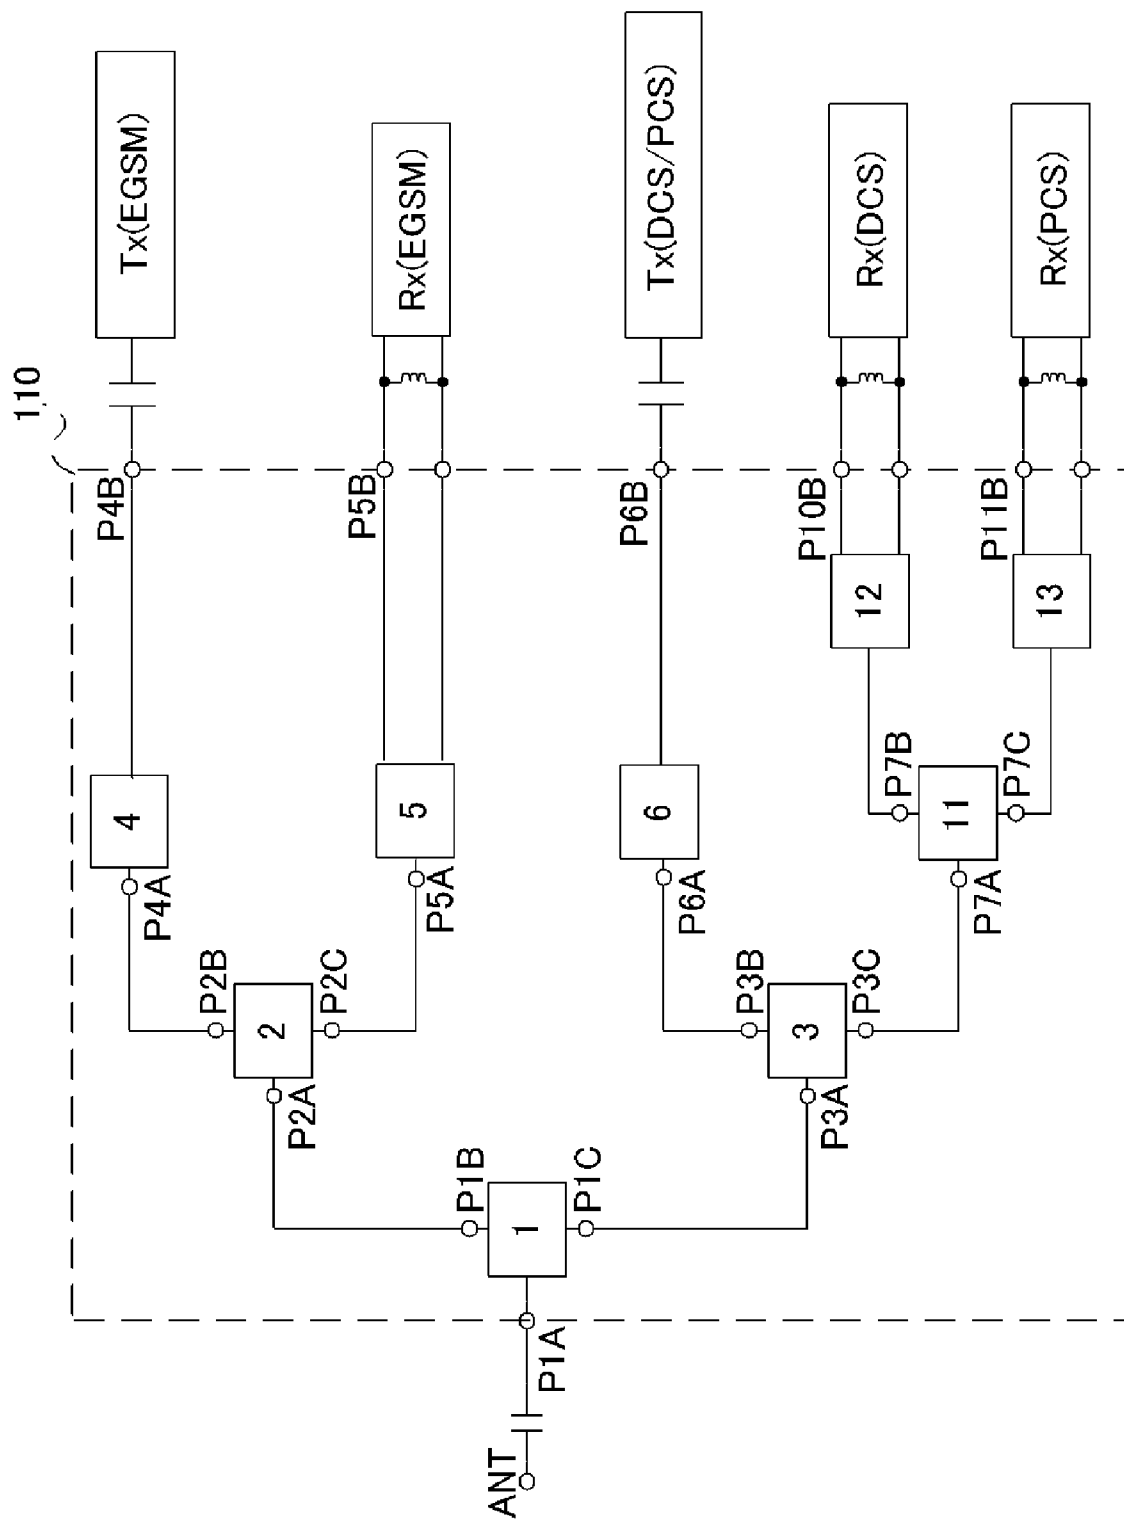 110
Tx(EGSM)
Rx(EGSM)
Tx(DCS/PCS)
Rx(DCS)
Rx(PCS)
P4B
P5B
P6B
P10B
P11B
12
13
4
5
6
P7B
11
P7C
P4A
P5A
P6A
P7A
P2B
2
P2C
P3B
3
P3C
P2A
P3A
P1B
1
P1C
P1A
ANT